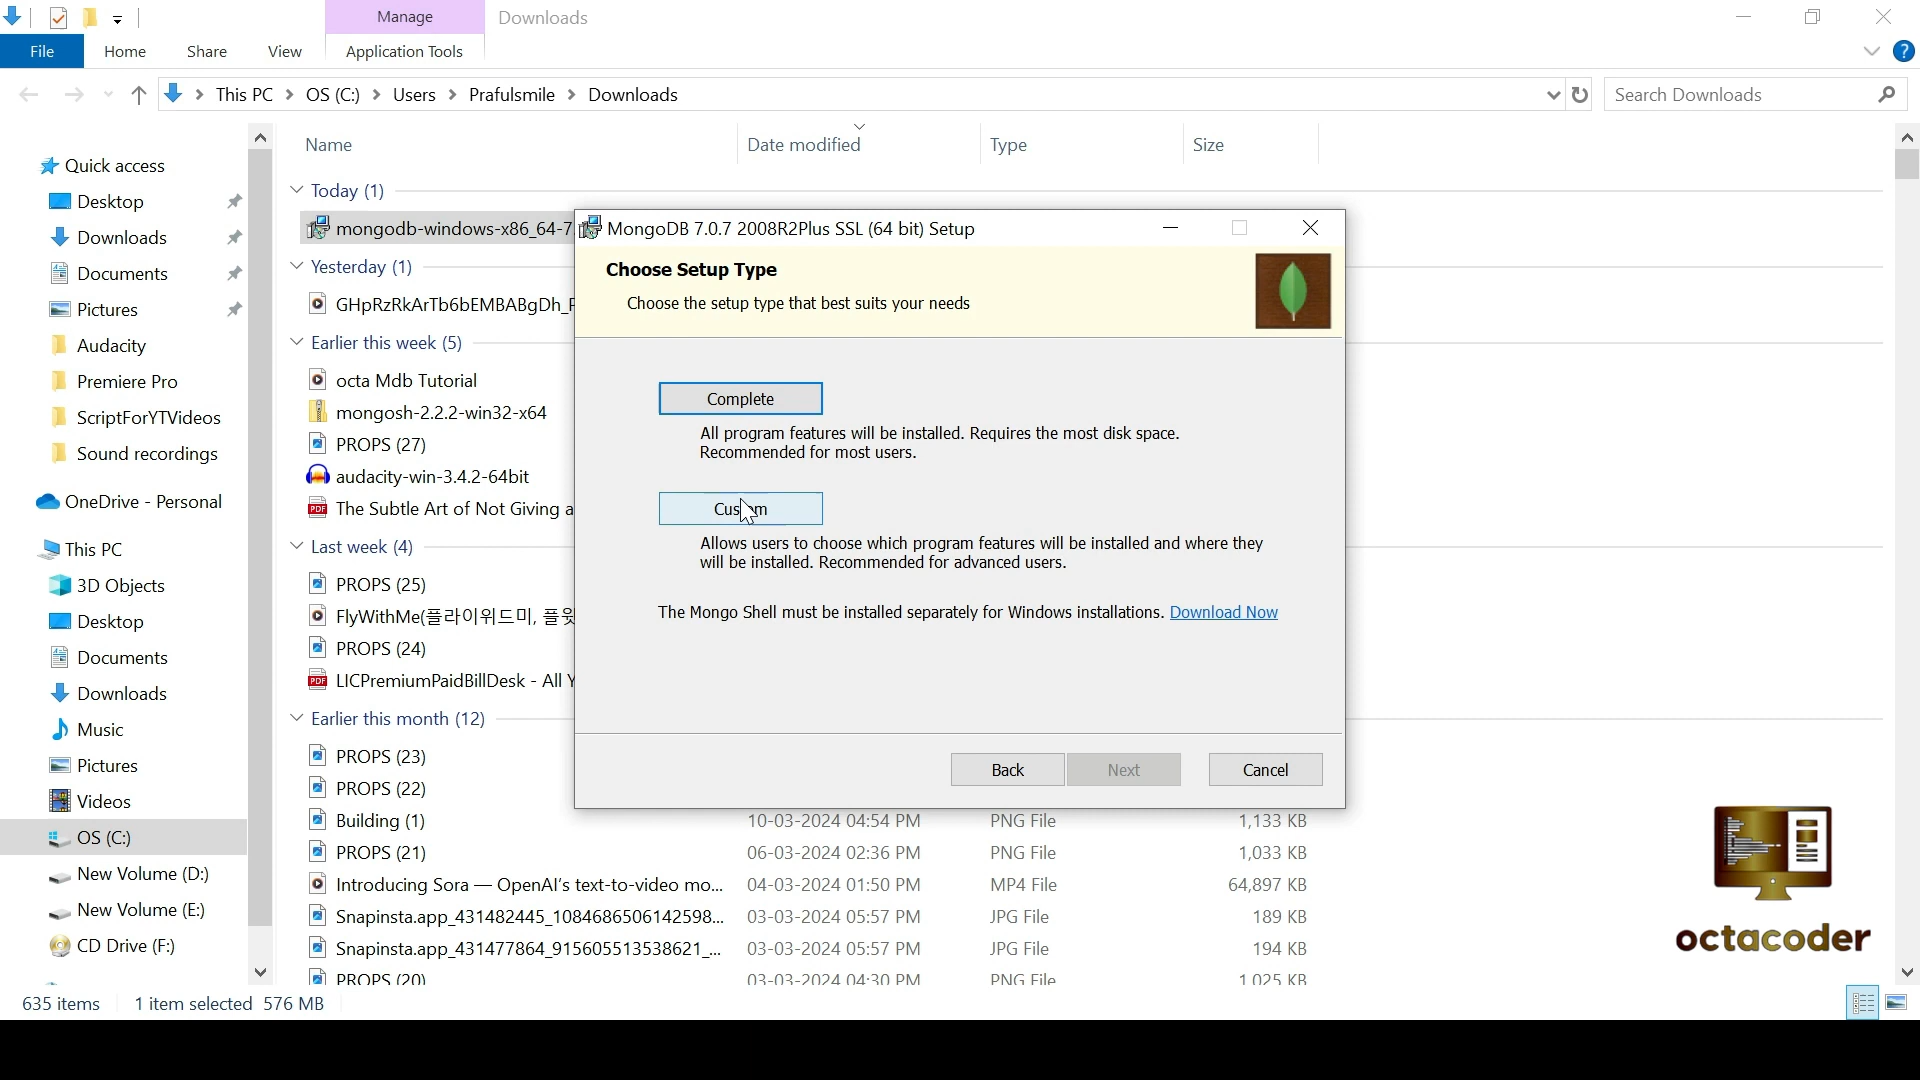 Manage
Downloads
File
Home
Share
View
Application Tools
This PC
OS (C:)
Users
Prafulsmile
Downloads
Search Downloads
Name
Date modified
Type
Size
Quick access
Desktop
Downloads
Documents
Pictures
Audacity
Premiere Pro
ScriptForYTVideos
Sound recordings
OneDrive - Personal
This PC
3D Objects
Desktop
Documents
Downloads
Music
Pictures
Videos
OS (C:)
New Volume (D:)
New Volume (E:)
CD Drive (F:)
Today (1)
mongodb-windows-x86_64-7
Yesterday (1)
GHpRzRkArTb6bEMBABgDh_
Earlier this week (5)
octa Mdb Tutorial
mongosh-2.2.2-win32-x64
PROPS (27)
audacity-win-3.4.2-64bit
The Subtle Art of Not Giving a
Last week (4)
PROPS (25)
FlyWithMe(플라이위드미, 플윗
PROPS (24)
LICPremiumPaidBillDesk - All Y
Earlier this month (12)
PROPS (23)
PROPS (22)
Building (1) 10-03-2024 04:54 PM PNG File 1,133 KB
PROPS (21) 06-03-2024 02:36 PM PNG File 1,033 KB
Introducing Sora — OpenAI's text-to-video mo... 04-03-2024 01:50 PM MP4 File 64,897 KB
Snapinsta.app_431482445_1084686506142598... 03-03-2024 05:57 PM JPG File 189 KB
Snapinsta.app_431477864_915605513538621_... 03-03-2024 05:57 PM JPG File 194 KB
PROPS (20) 03-03-2024 04:30 PM PNG File 1,025 KB
MongoDB 7.0.7 2008R2Plus SSL (64 bit) Setup
Choose Setup Type
Choose the setup type that best suits your needs
Complete
All program features will be installed. Requires the most disk space.
Recommended for most users.
Custom
Allows users to choose which program features will be installed and where they
will be installed. Recommended for advanced users.
The Mongo Shell must be installed separately for Windows installations. Download Now
Back
Next
Cancel
octacoder
635 items
1 item selected 576 MB